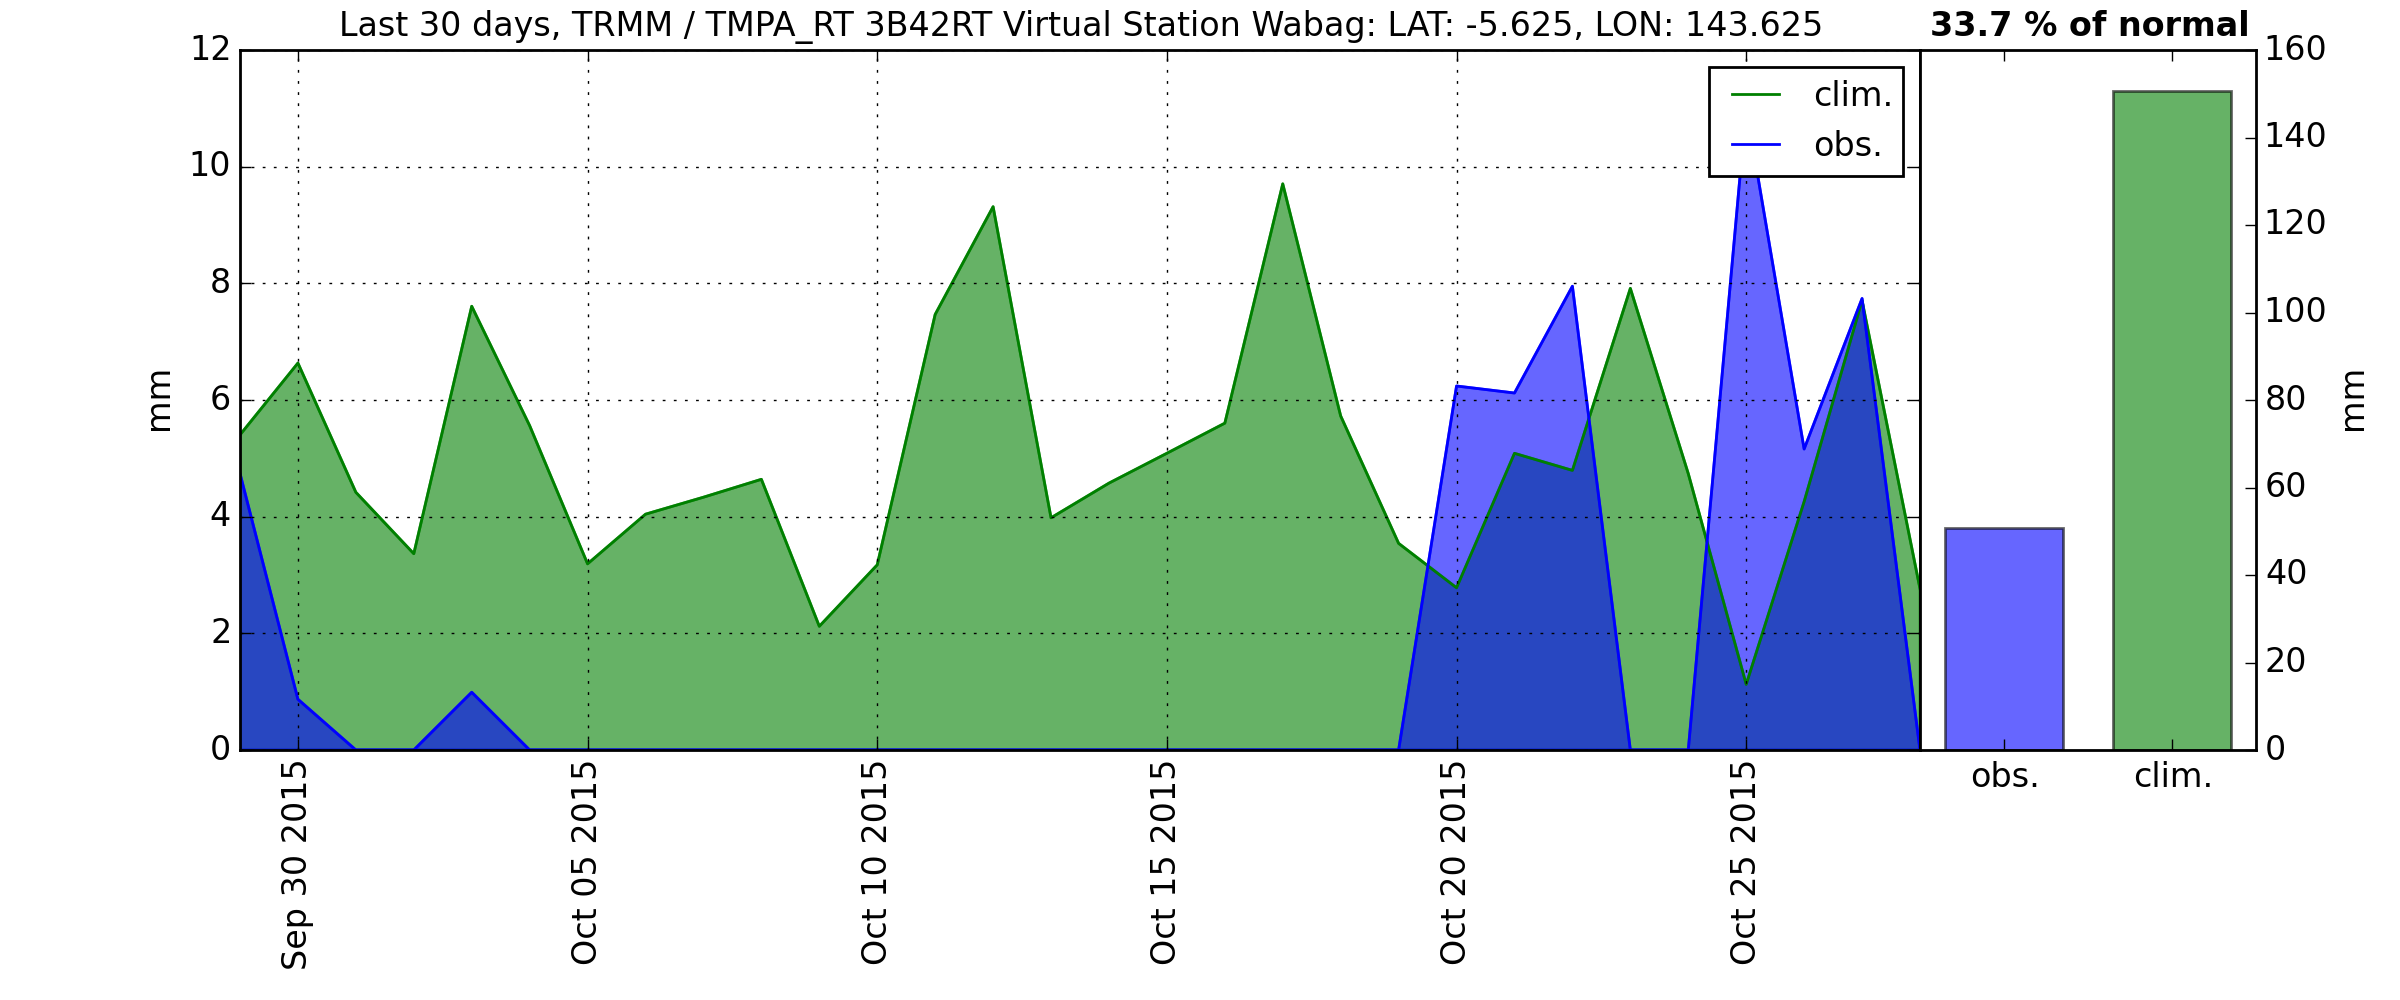 Last 30 days, TRMM / TMPA_RT 3B42RT Virtual Station Wabag: LAT: -5.625, LON: 143.625
33.7 % of normal
12
10
8
6
4
2
0
mm
clim.
obs.
160
140
120
100
80
60
40
20
0
mm
Sep 30 2015
Oct 05 2015
Oct 10 2015
Oct 15 2015
Oct 20 2015
Oct 25 2015
obs.
clim.